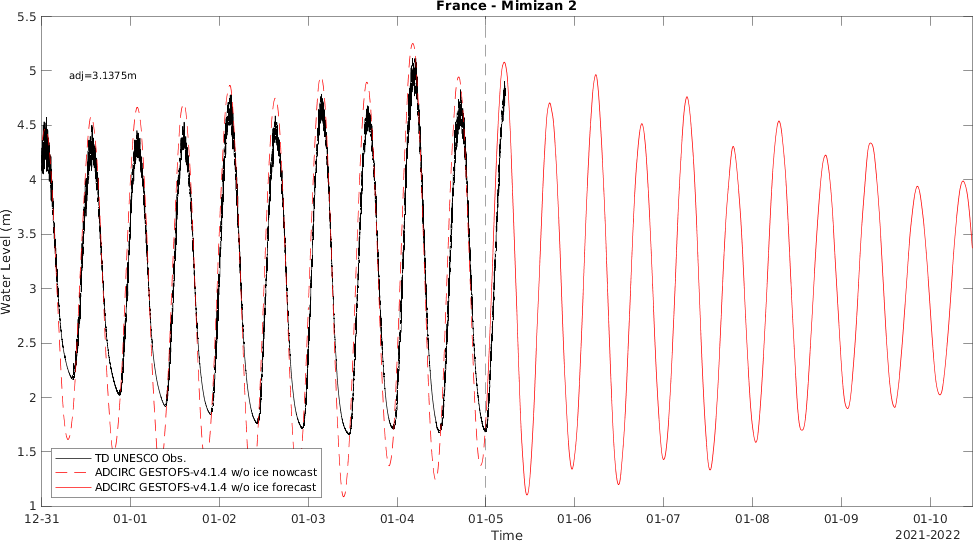 France - Mimizan 2
5.5
5
4.5
4
3.5
3
2.5
2
1.5
1
Water Level (m)
adj=3.1375m
TD UNESCO Obs.
ADCIRC GESTOFS-v4.1.4 w/o ice nowcast
ADCIRC GESTOFS-v4.1.4 w/o ice forecast
12-31 01-01 01-02 01-03 01-04 01-05 01-06 01-07 01-08 01-09 01-10
Time
2021-2022